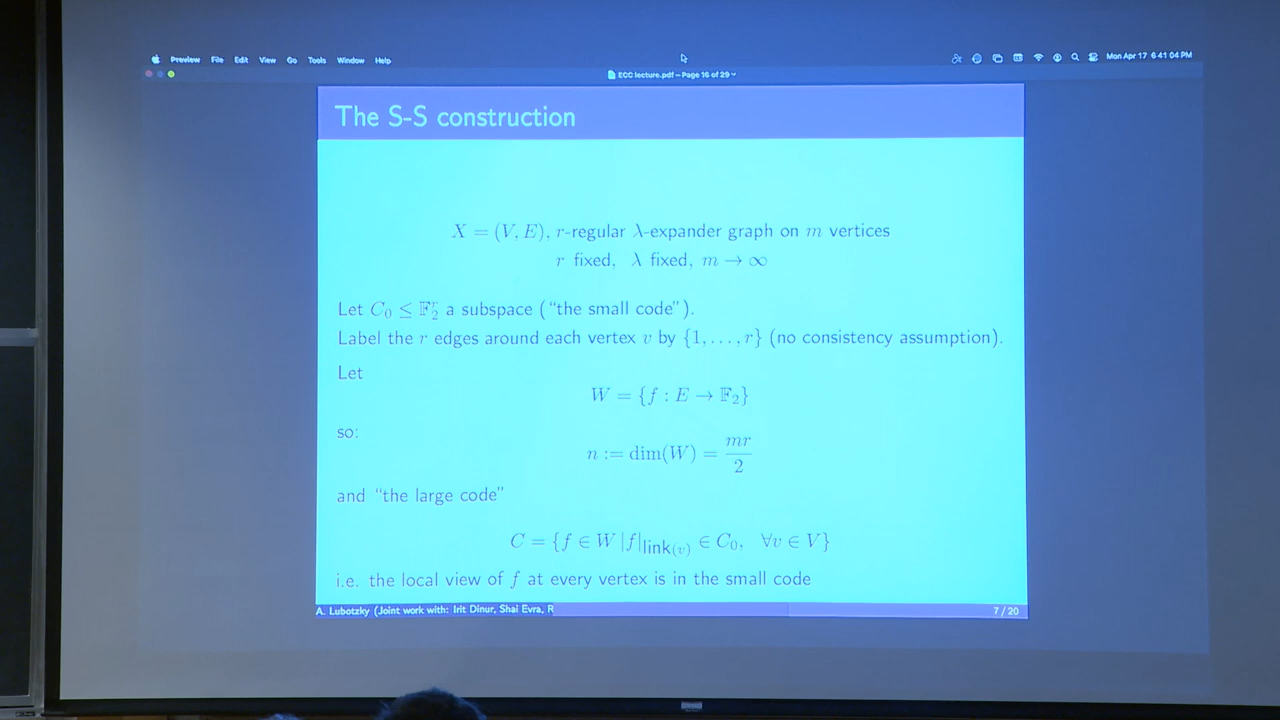 Preview File Edit View Go Tools Window Help
Mon Apr 17 6 41 04 PM
ECC lecture.pdf – Page 16 of 29
The S-S construction
X = (V, E), r-regular λ-expander graph on m vertices
r fixed, λ fixed, m → ∞
Let C₀ ≤ 𝔽₂ʳ a subspace (“the small code”).
Label the r edges around each vertex v by {1, . . . , r} (no consistency assumption).
Let
W = {f : E → 𝔽₂}
so:
n := dim(W) = mr/2
and “the large code”
C = {f ∈ W | f|link(v) ∈ C₀, ∀v ∈ V}
i.e. the local view of f at every vertex is in the small code
A. Lubotzky (Joint work with: Irit Dinur, Shai Evra, R
7 / 20